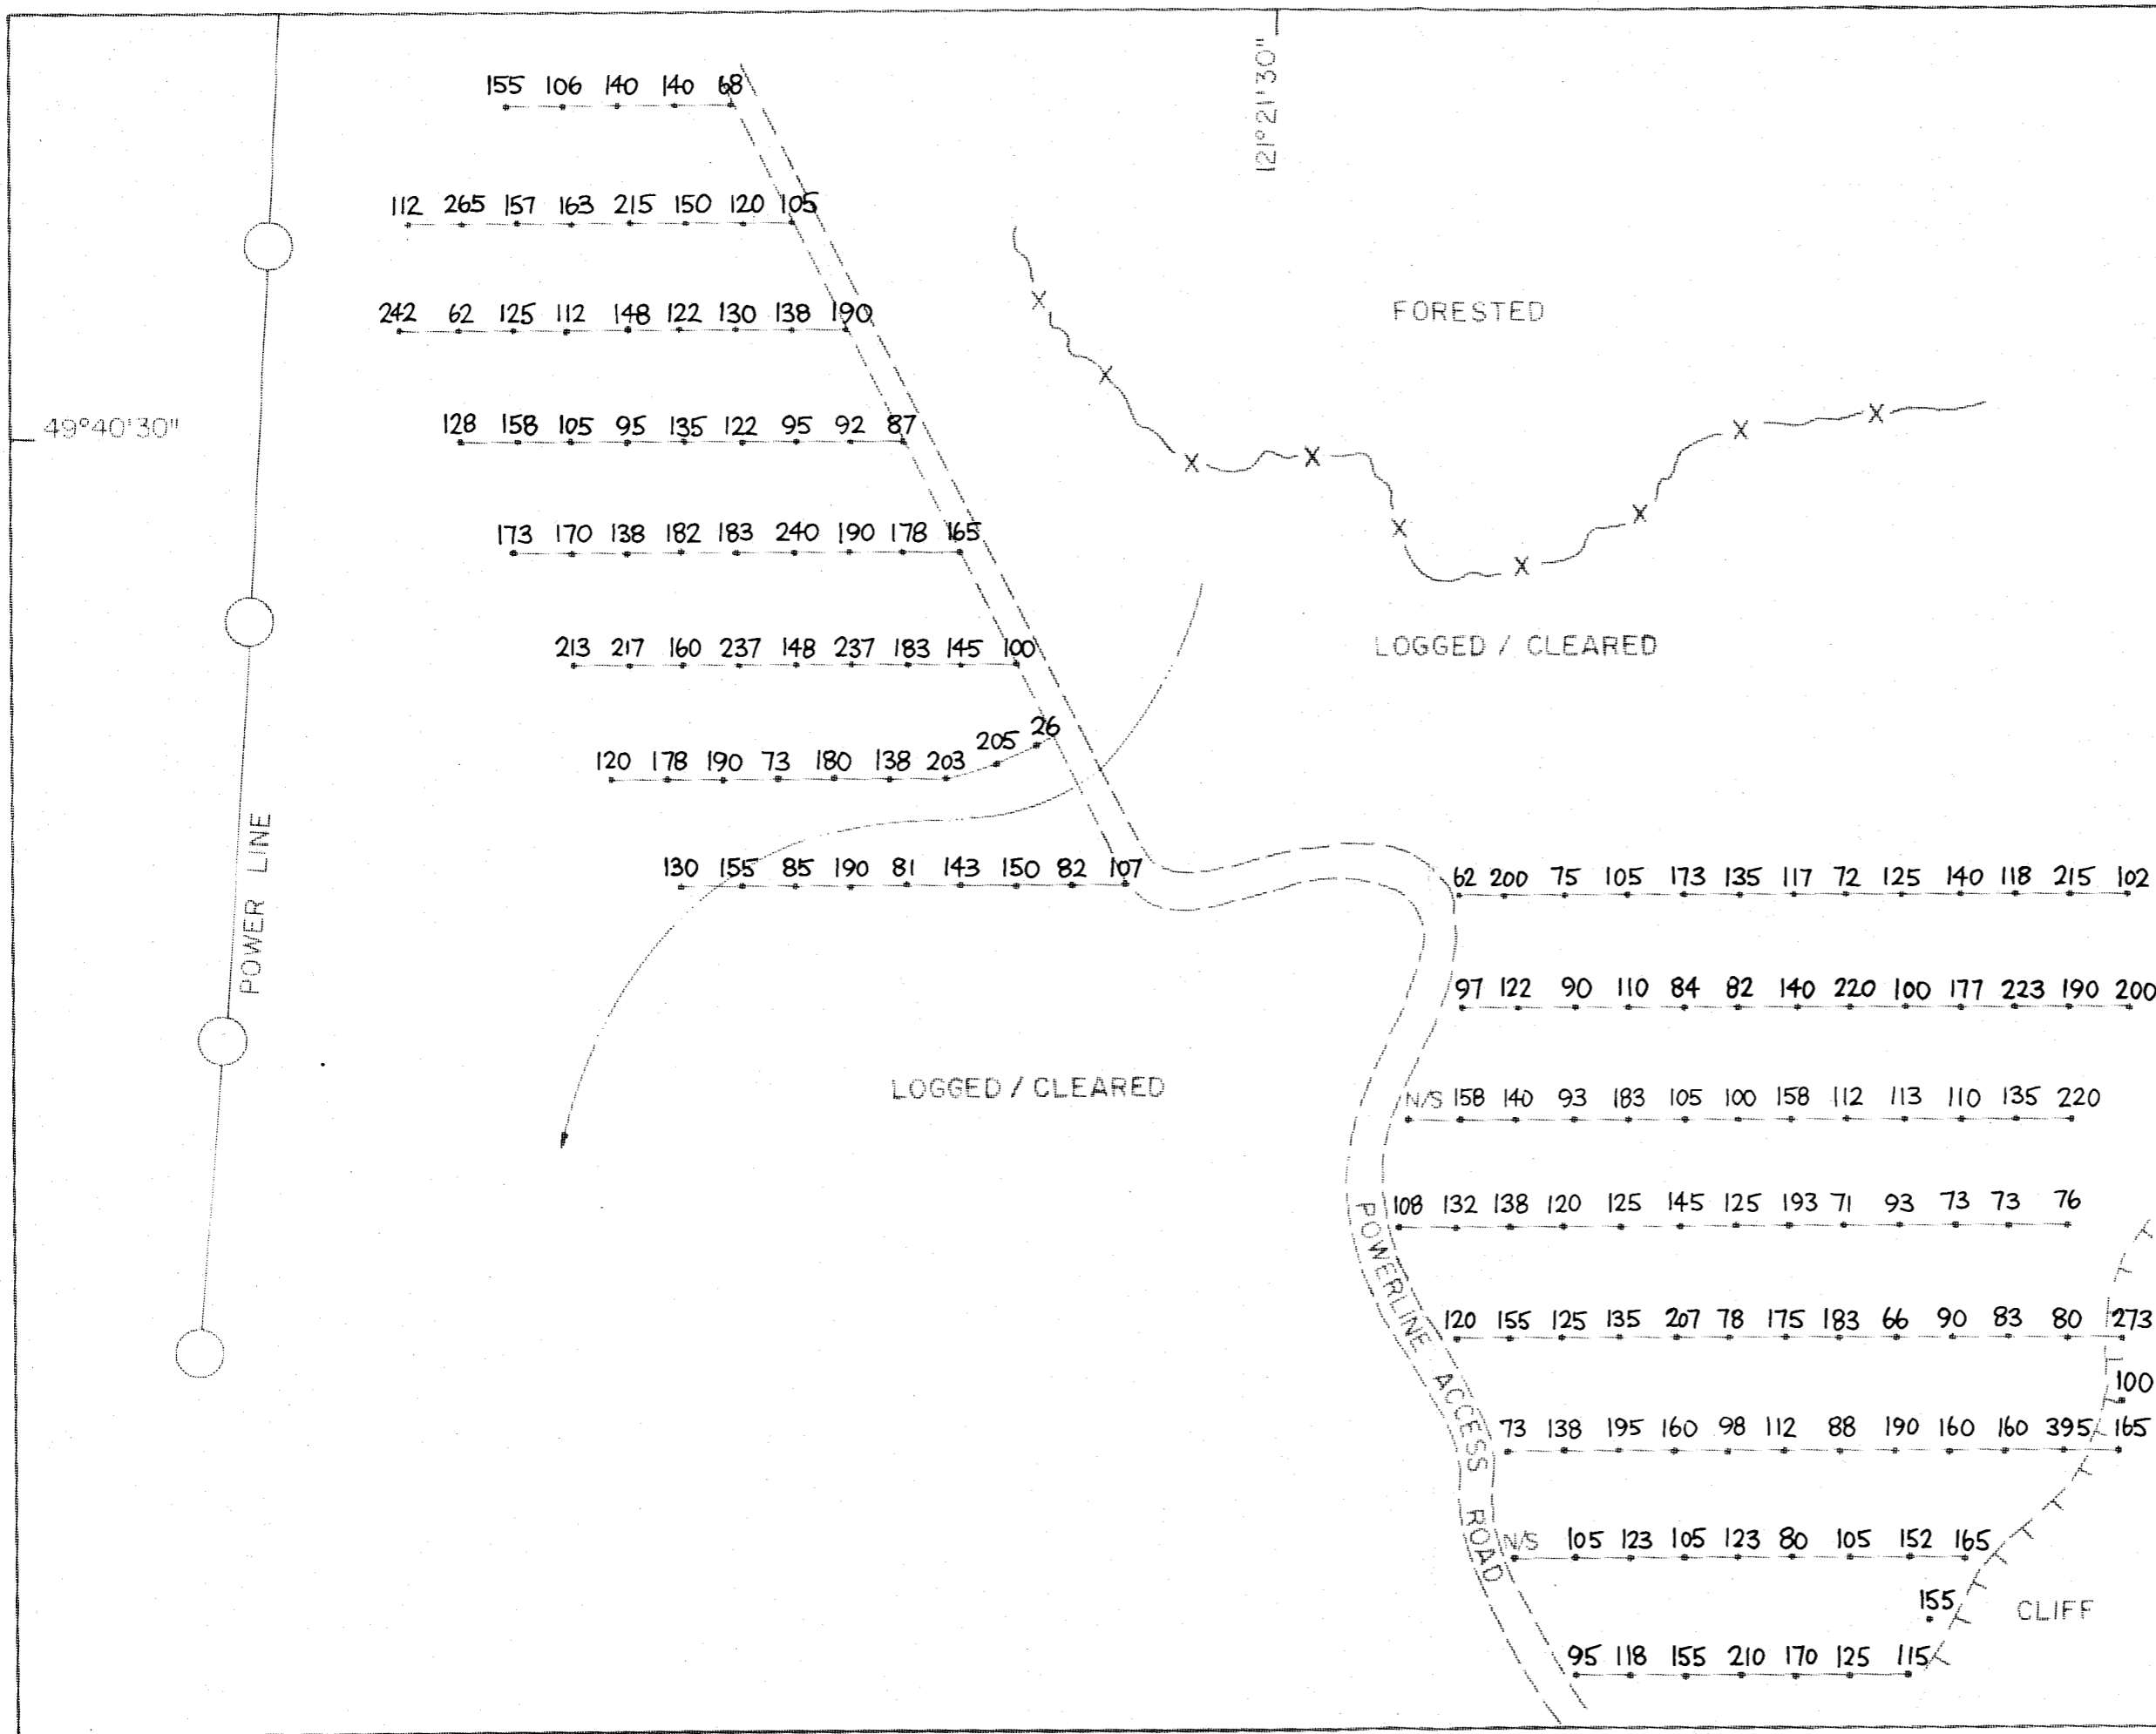 121°21'30"
155 106 140 140 68
112 265 157 163 215 150 120 105
FORESTED
242 62 125 112 148 122 130 138 190
49°40'30"
128 158 105 95 135 122 95 92 87
173 170 138 182 183 240 190 178 165
LOGGED / CLEARED
213 217 160 237 148 237 183 145 100
205 26
120 178 190 73 180 138 203
POWER LINE
130 155 85 190 81 143 150 82 107
62 200 75 105 173 135 117 72 125 140 118 215 102
97 122 90 110 84 82 140 220 100 177 223 190 200
LOGGED / CLEARED
N/S 158 140 93 183 105 100 158 112 113 110 135 220
108 132 138 120 125 145 125 193 71 93 73 73 76
POWERLINE ACCESS ROAD
120 155 125 135 207 78 175 183 66 90 83 80 273
100
73 138 195 160 98 112 88 190 160 160 395 165
N/S 105 123 105 123 80 105 152 165
155
CLIFF
95 118 155 210 170 125 115